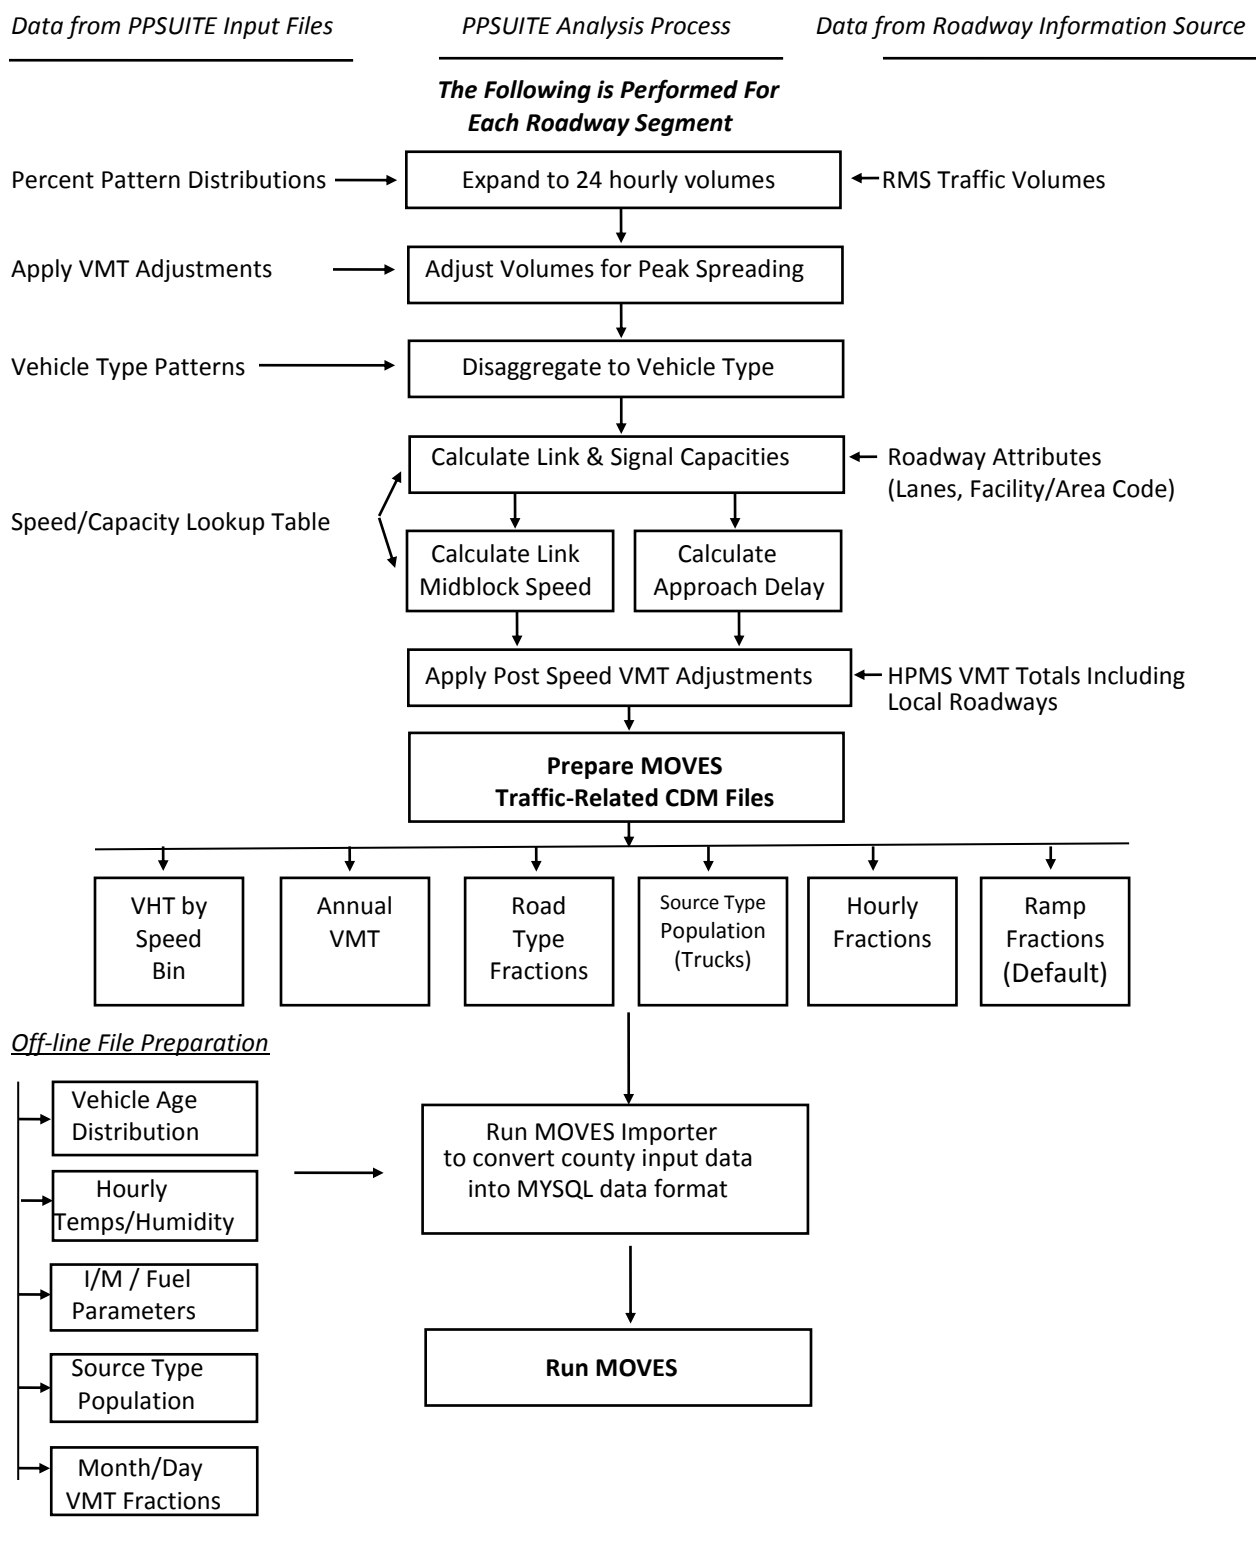 Data from PPSUITE Input Files
PPSUITE Analysis Process
Data from Roadway Information Source
The Following is Performed For
Each Roadway Segment
Percent Pattern Distributions
Expand to 24 hourly volumes
RMS Traffic Volumes
Apply VMT Adjustments
Adjust Volumes for Peak Spreading
Vehicle Type Patterns
Disaggregate to Vehicle Type
Calculate Link & Signal Capacities
Roadway Attributes
(Lanes, Facility/Area Code)
Speed/Capacity Lookup Table
Calculate Link
Midblock Speed
Calculate
Approach Delay
Apply Post Speed VMT Adjustments
HPMS VMT Totals Including
Local Roadways
Prepare MOVES
Traffic-Related CDM Files
VHT by
Speed
Bin
Annual
VMT
Road
Type
Fractions
Source Type
Population
(Trucks)
Hourly
Fractions
Ramp
Fractions
(Default)
Off-line File Preparation
Vehicle Age
Distribution
Hourly
Temps/Humidity
I/M / Fuel
Parameters
Source Type
Population
Month/Day
VMT Fractions
Run MOVES Importer
to convert county input data
into MYSQL data format
Run MOVES